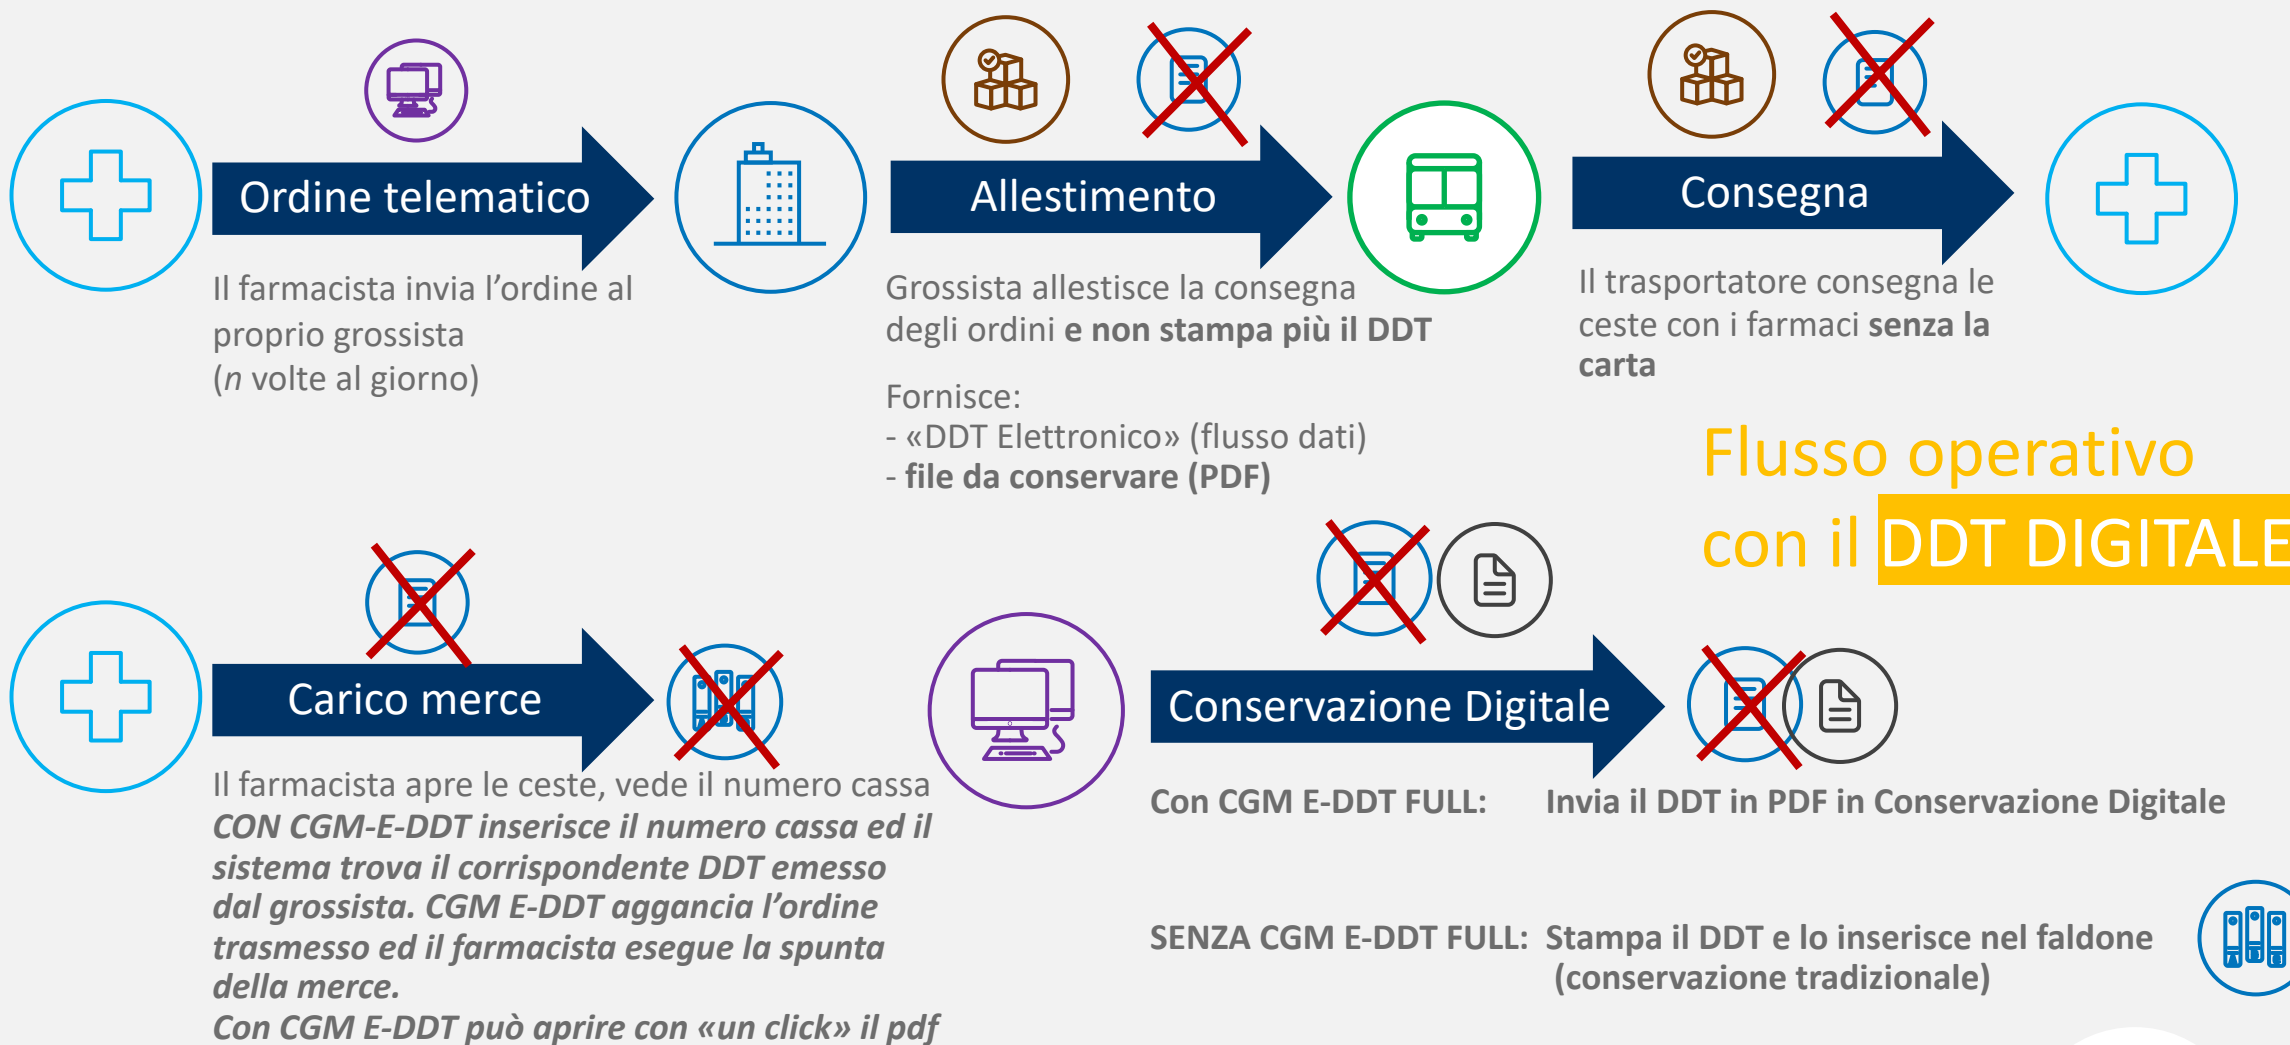 Ordine telematico
Il farmacista invia l’ordine al
proprio grossista
(n volte al giorno)
Allestimento
Grossista allestisce la consegna
degli ordini e non stampa più il DDT
Fornisce:
- «DDT Elettronico» (flusso dati)
- file da conservare (PDF)
Consegna
Il trasportatore consegna le
ceste con i farmaci senza la
carta
Flusso operativo
con il DDT DIGITALE
Carico merce
Il farmacista apre le ceste, vede il numero cassa
CON CGM-E-DDT inserisce il numero cassa ed il
sistema trova il corrispondente DDT emesso
dal grossista. CGM E-DDT aggancia l’ordine
trasmesso ed il farmacista esegue la spunta
della merce.
Con CGM E-DDT può aprire con «un click» il pdf
Conservazione Digitale
Con CGM E-DDT FULL: Invia il DDT in PDF in Conservazione Digitale
SENZA CGM E-DDT FULL: Stampa il DDT e lo inserisce nel faldone
(conservazione tradizionale)